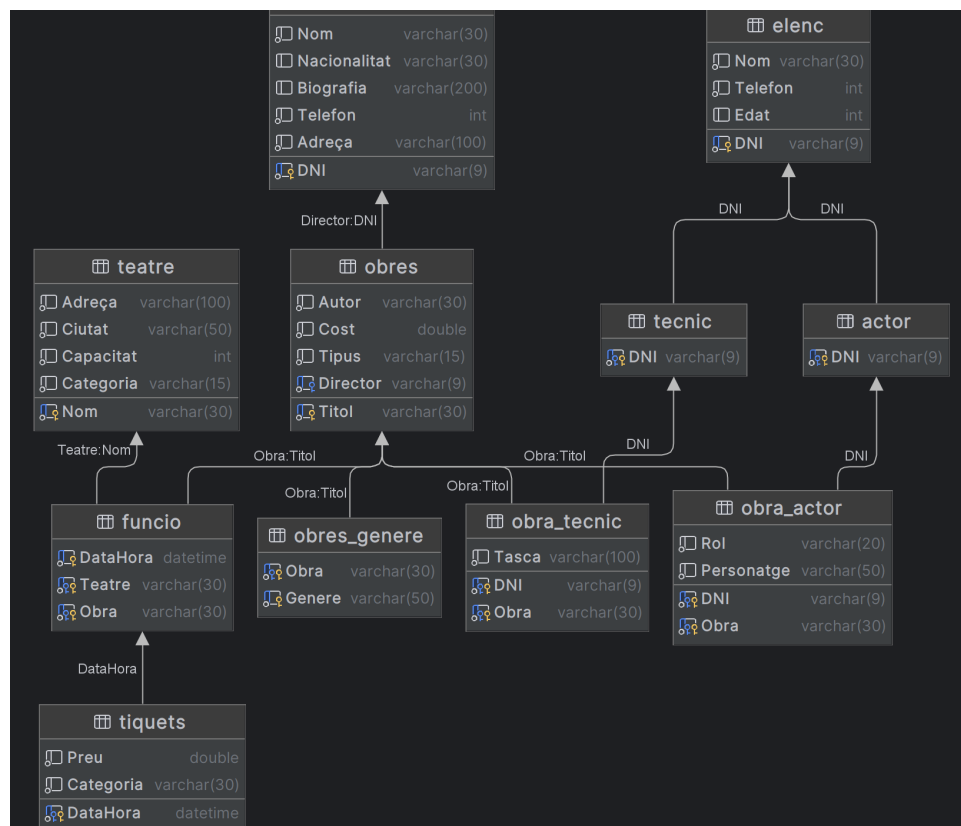 Nom varchar(30)
Nacionalitat varchar(30)
Biografia varchar(200)
Telefon int
Adreça varchar(100)
DNI varchar(9)
elenc
Nom varchar(30)
Telefon int
Edat int
DNI varchar(9)
Director:DNI
DNI
DNI
teatre
Adreça varchar(100)
Ciutat varchar(50)
Capacitat int
Categoria varchar(15)
Nom varchar(30)
obres
Autor varchar(30)
Cost double
Tipus varchar(15)
Director varchar(9)
Titol varchar(30)
tecnic
DNI varchar(9)
actor
DNI varchar(9)
Teatre:Nom
Obra:Titol
Obra:Titol
Obra:Titol
Obra:Titol
DNI
DNI
funcio
DataHora datetime
Teatre varchar(30)
Obra varchar(30)
obres_genere
Obra varchar(30)
Genere varchar(50)
obra_tecnic
Tasca varchar(100)
DNI varchar(9)
Obra varchar(30)
obra_actor
Rol varchar(20)
Personatge varchar(50)
DNI varchar(9)
Obra varchar(30)
DataHora
tiquets
Preu double
Categoria varchar(30)
DataHora datetime